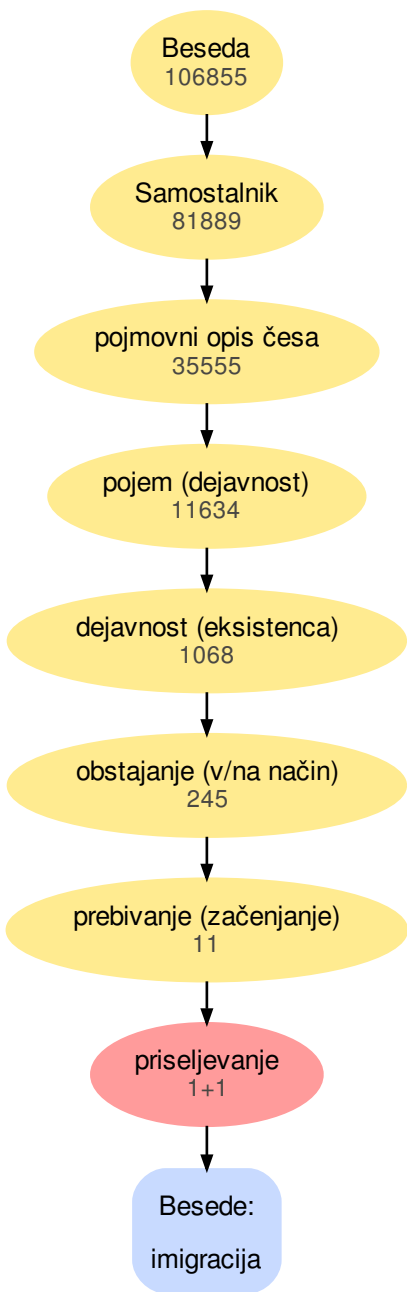 Beseda
106855
Samostalnik
81889
pojmovni opis česa
35555
pojem (dejavnost)
11634
dejavnost (eksistenca)
1068
obstajanje (v/na način)
245
prebivanje (začenjanje)
11
priseljevanje
1+1
Besede:
imigracija